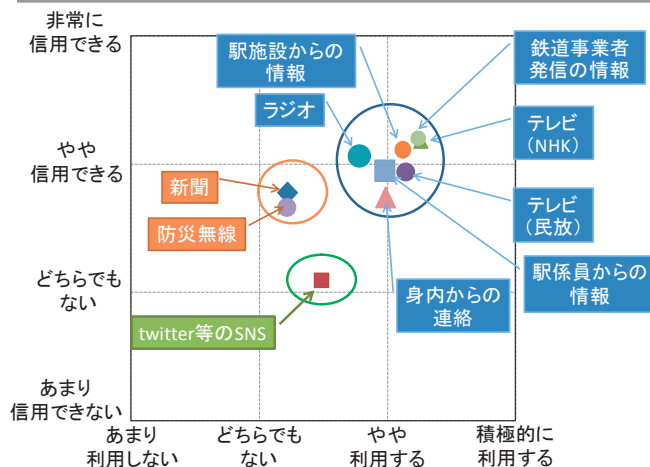 非常に
信用できる
やや
信用できる
どちらでも
ない
あまり
信用できない
駅施設からの
情報
鉄道事業者
発信の情報
ラジオ
テレビ
（NHK）
新聞
防災無線
テレビ
（民放）
駅係員からの
情報
身内からの
連絡
twitter等のSNS
あまり
利用しない
どちらでも
ない
やや
利用する
積極的に
利用する